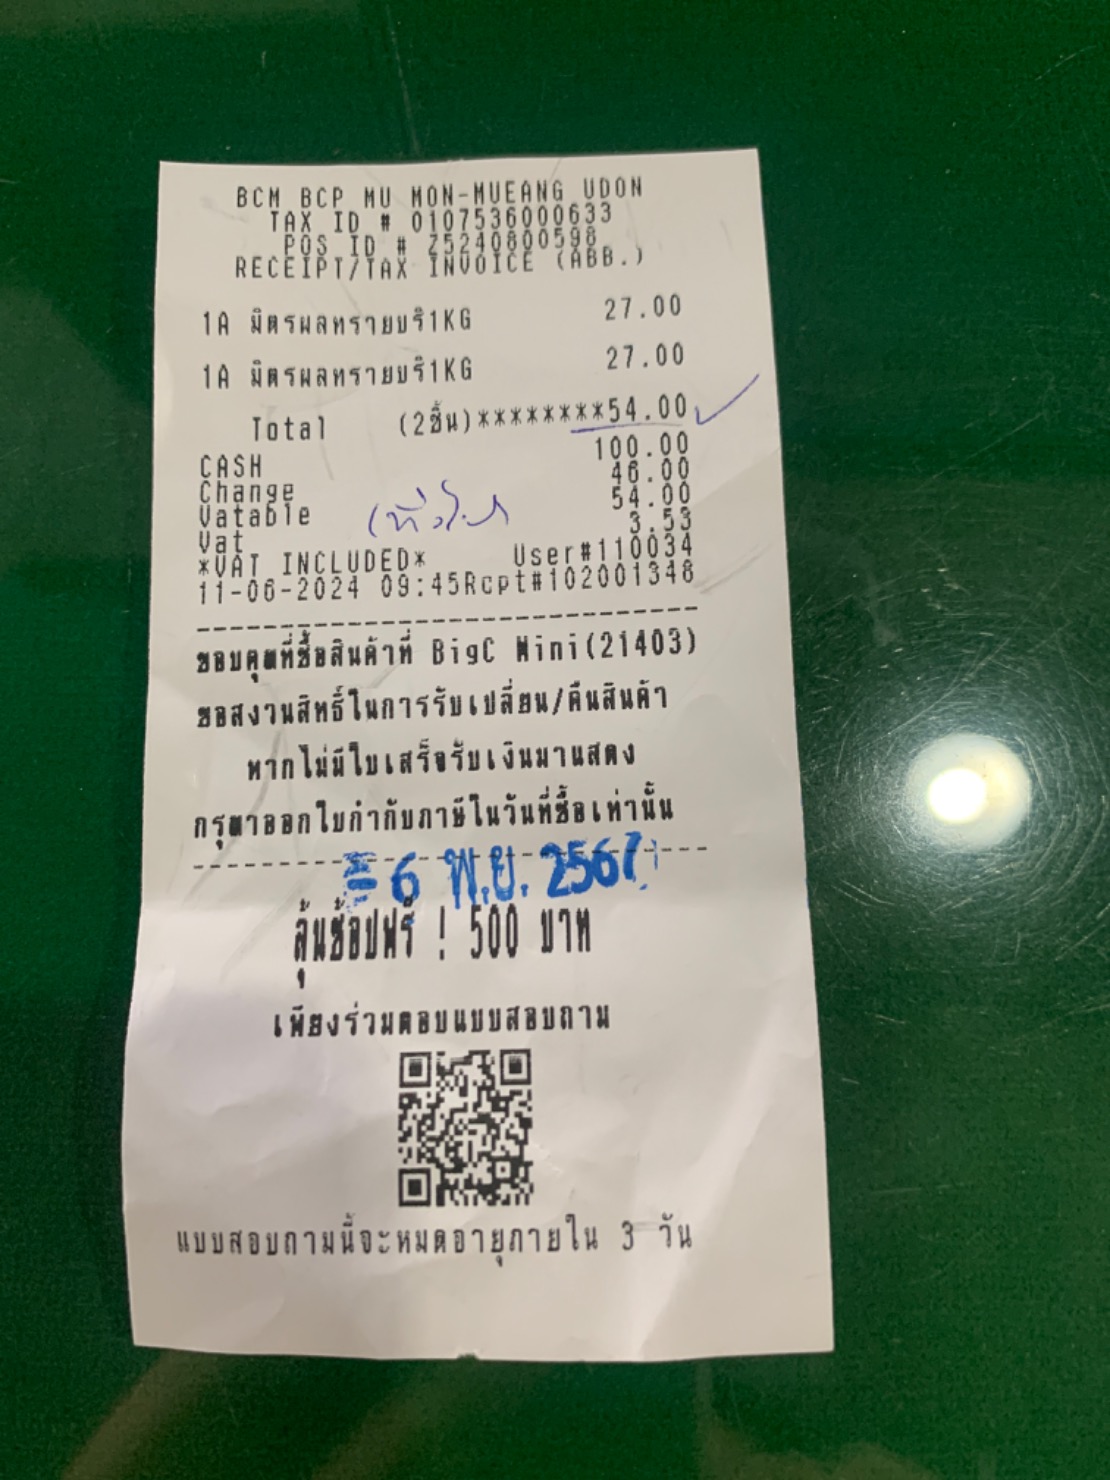 BCM BCP MU MON-MUEANG UDON
TAX ID # 0107536000633
POS ID # Z5240800598
RECEIPT/TAX INVOICE (ABB.)
1A มิตรผลทรายบริ1KG 27.00
1A มิตรผลทรายบริ1KG 27.00
Total (2ชิ้น)********54.00
CASH 100.00
Change 46.00
Vatable 54.00
Vat 3.53
*VAT INCLUDED* User#110034
11-06-2024 09:45Rcpt#102001348
ขอบคุณที่ซื้อสินค้าที่ BigC Mini(21403)
ขอสงวนสิทธิ์ในการรับเปลี่ยน/คืนสินค้า
หากไม่มีใบเสร็จรับเงินมาแสดง
กรุณาออกใบกำกับภาษีในวันที่ซื้อเท่านั้น
- 6 พ.ย. 2567
ลุ้นช้อปฟรี ! 500 บาท
เพียงร่วมตอบแบบสอบถาม
แบบสอบถามนี้จะหมดอายุภายใน 3 วัน